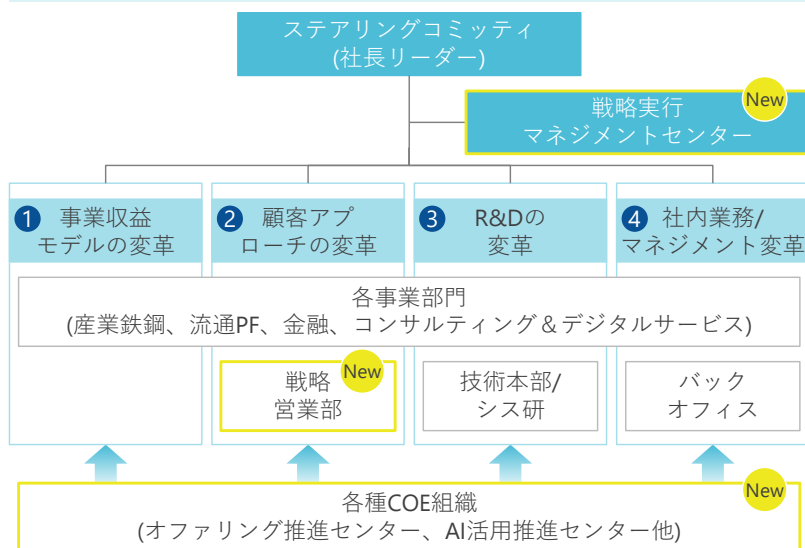 ステアリングコミッティ
(社長リーダー)
New
戦略実行
マネジメントセンター
1 事業収益
モデルの変革
2 顧客アプ
ローチの変革
3 R&Dの
変革
4 社内業務/
マネジメント変革
各事業部門
(産業鉄鋼、流通PF、金融、コンサルティング＆デジタルサービス)
New
戦略
営業部
技術本部/
シス研
バック
オフィス
New
各種COE組織
(オファリング推進センター、AI活用推進センター他)